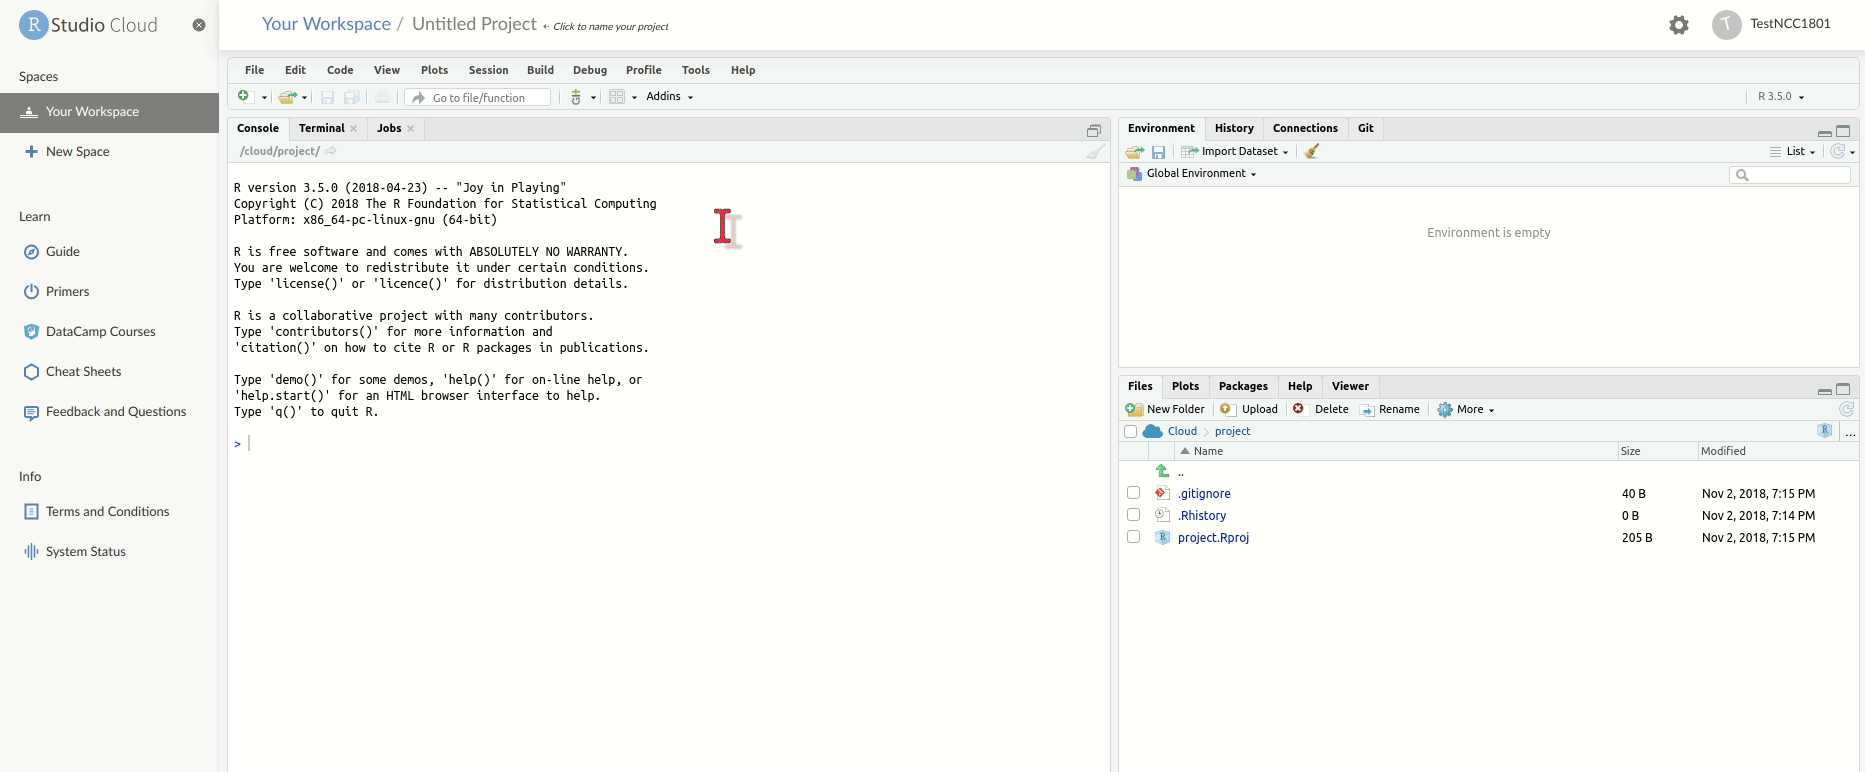 R Studio Cloud
Your Workspace / Untitled Project ← Click to name your project
T TestNCC1801
Spaces
Your Workspace
New Space
Learn
Guide
Primers
DataCamp Courses
Cheat Sheets
Feedback and Questions
Info
Terms and Conditions
System Status
File Edit Code View Plots Session Build Debug Profile Tools Help
Go to file/function Addins R 3.5.0
Console Terminal Jobs
/cloud/project/
R version 3.5.0 (2018-04-23) -- "Joy in Playing"
Copyright (C) 2018 The R Foundation for Statistical Computing
Platform: x86_64-pc-linux-gnu (64-bit)
R is free software and comes with ABSOLUTELY NO WARRANTY.
You are welcome to redistribute it under certain conditions.
Type 'license()' or 'licence()' for distribution details.
R is a collaborative project with many contributors.
Type 'contributors()' for more information and
'citation()' on how to cite R or R packages in publications.
Type 'demo()' for some demos, 'help()' for on-line help, or
'help.start()' for an HTML browser interface to help.
Type 'q()' to quit R.
>
Environment History Connections Git
Import Dataset List
Global Environment
Environment is empty
Files Plots Packages Help Viewer
New Folder Upload Delete Rename More
Cloud project ...
Name Size Modified
..
.gitignore 40 B Nov 2, 2018, 7:15 PM
.Rhistory 0 B Nov 2, 2018, 7:14 PM
project.Rproj 205 B Nov 2, 2018, 7:15 PM